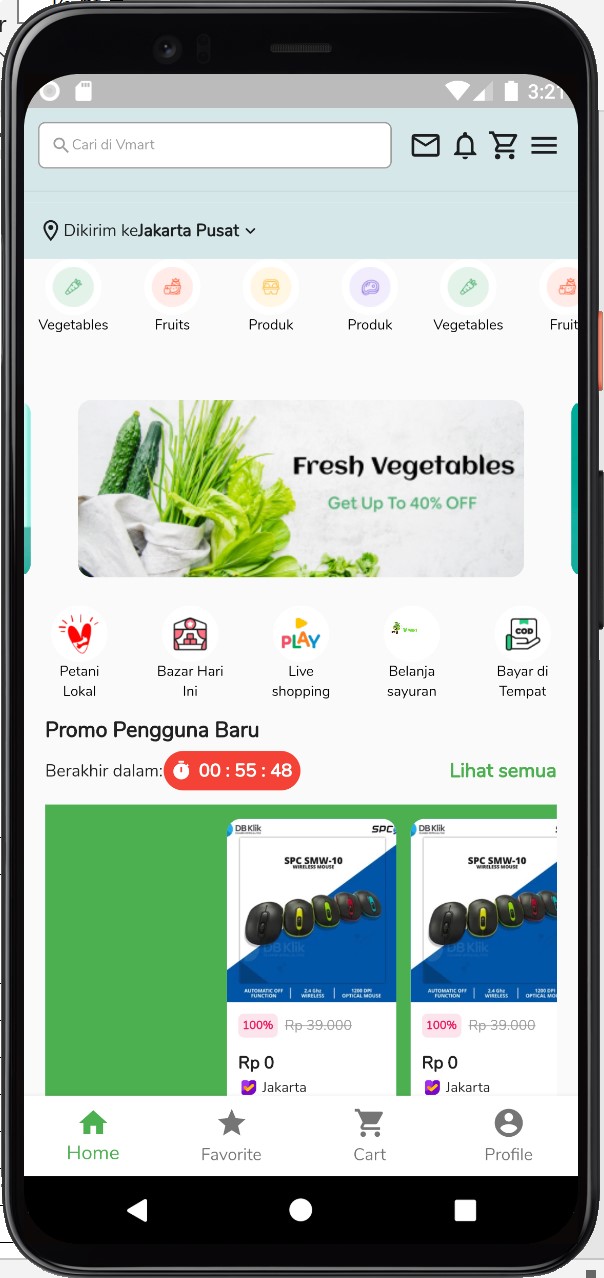 3:21
Cari di Vmart
Dikirim keJakarta Pusat
Vegetables
Fruits
Produk
Produk
Vegetables
Fruit
Fresh Vegetables
Get Up To 40% OFF
PLAY
COD
Petani
Lokal
Bazar Hari
Ini
Live
shopping
Belanja
sayuran
Bayar di
Tempat
Promo Pengguna Baru
Berakhir dalam:
00 : 55 : 48
Lihat semua
DB Klik
SPC
SPC SMW-10
WIRELESS MOUSE
DB Klik
AUTOMATIC OFF
FUNCTION
2.4 Ghz
WIRELESS
1200 DPI
OPTICAL MOUSE
100%
Rp 39.000
Rp 0
Jakarta
DB Klik
SPC SMW-10
WIRELESS MOUSE
DB Klik
AUTOMATIC OFF
FUNCTION
2.4 Ghz
WIRELESS
1200 DPI
OPTICAL MO
100%
Rp 39.000
Rp 0
Jakarta
Home
Favorite
Cart
Profile